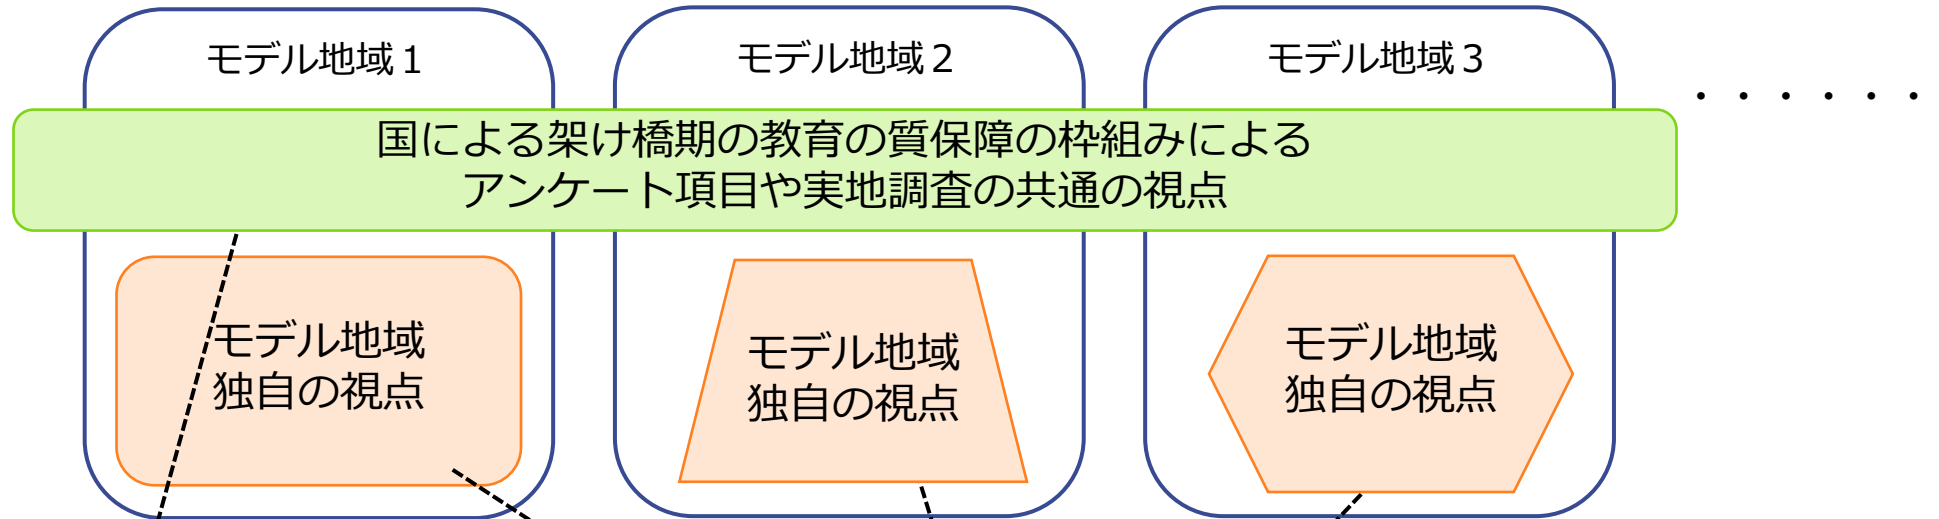 モデル地域1
モデル地域2
モデル地域3
・・・・・・
国による架け橋期の教育の質保障の枠組みによる
アンケート項目や実地調査の共通の視点
モデル地域
独自の視点
モデル地域
独自の視点
モデル地域
独自の視点